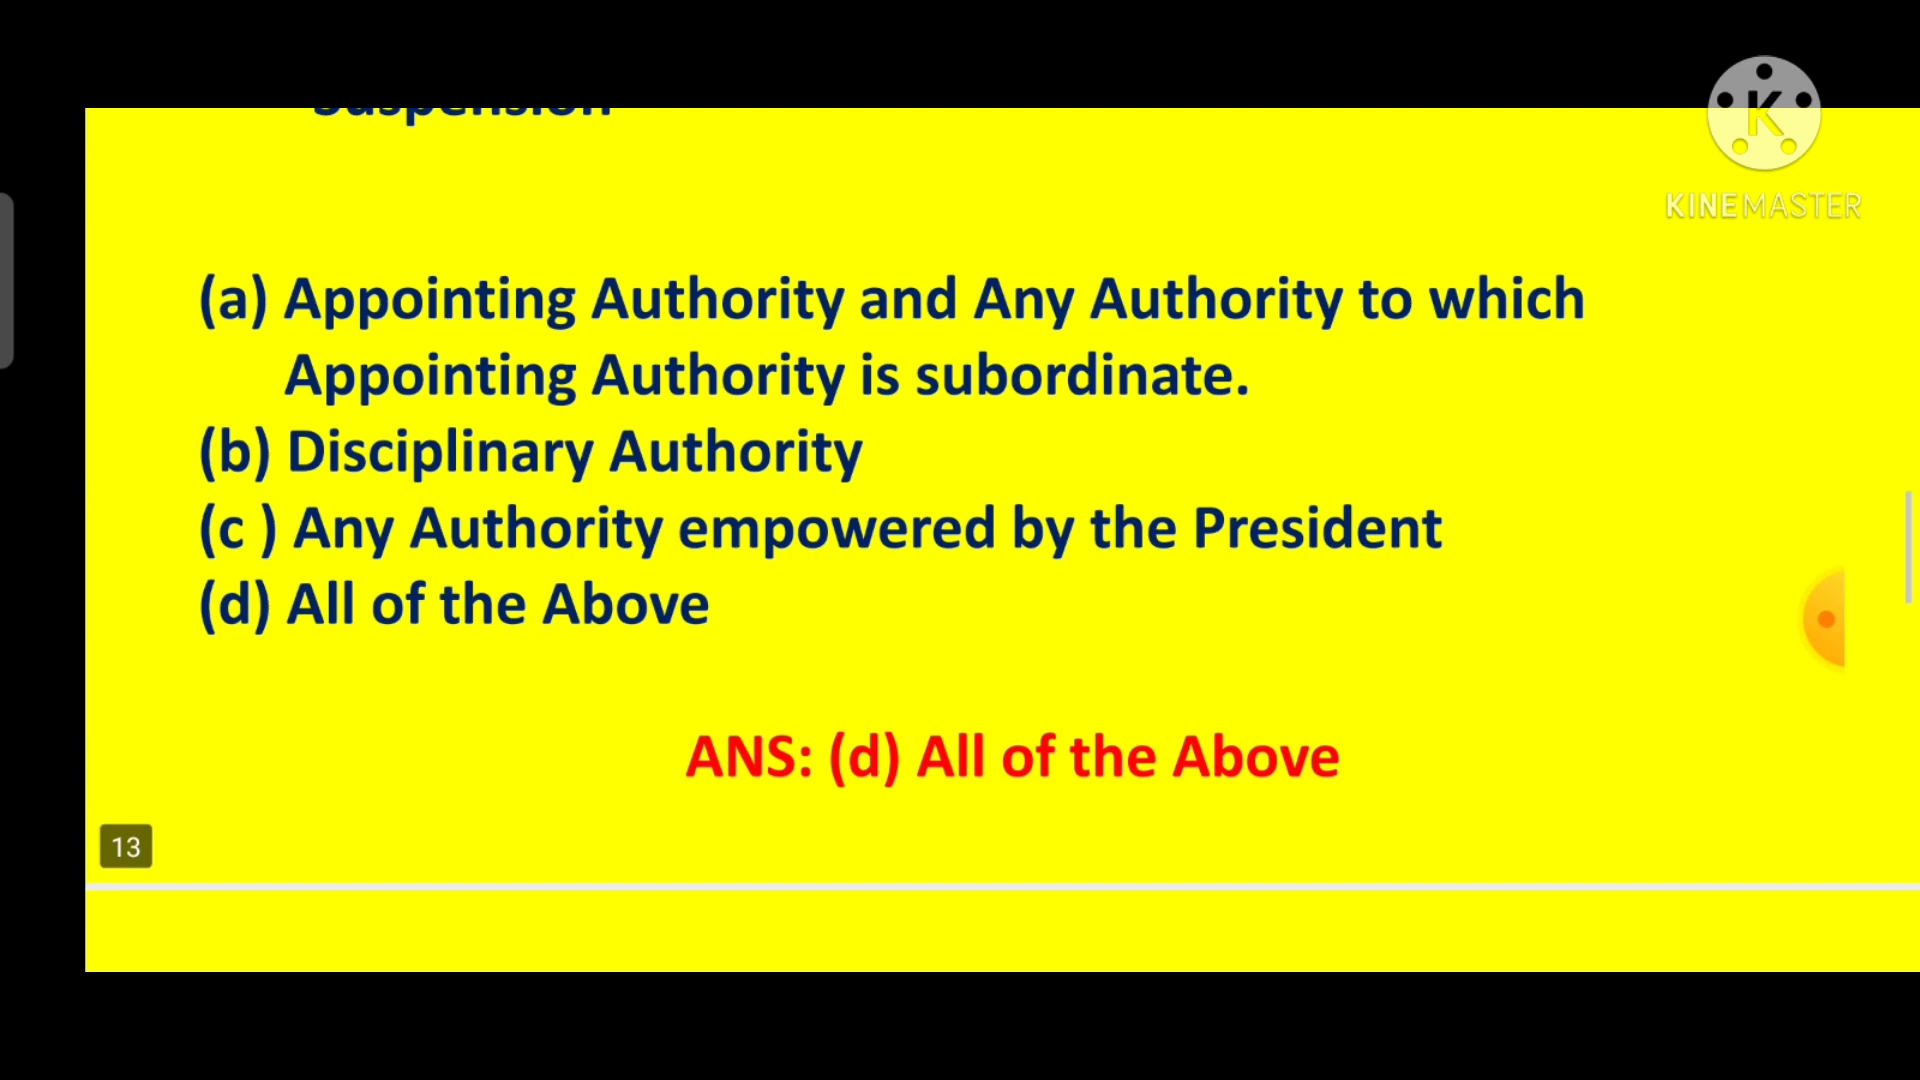 Suspension
K
KINEMASTER
(a) Appointing Authority and Any Authority to which
Appointing Authority is subordinate.
(b) Disciplinary Authority
(c ) Any Authority empowered by the President
(d) All of the Above
ANS: (d) All of the Above
13